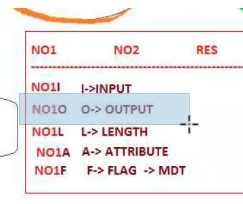 NO1 NO2 RES
NO1I I->INPUT
NO1O O-> OUTPUT
NO1L L-> LENGTH
NO1A A-> ATTRIBUTE
NO1F F-> FLAG -> MDT